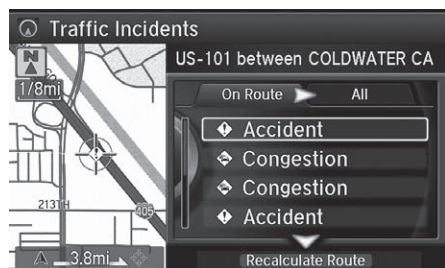 Traffic Incidents
N
US-101 between COLDWATER CA
1/8mi
On Route
All
Accident
Congestion
Congestion
Accident
213TH
405
3.8mi
Recalculate Route